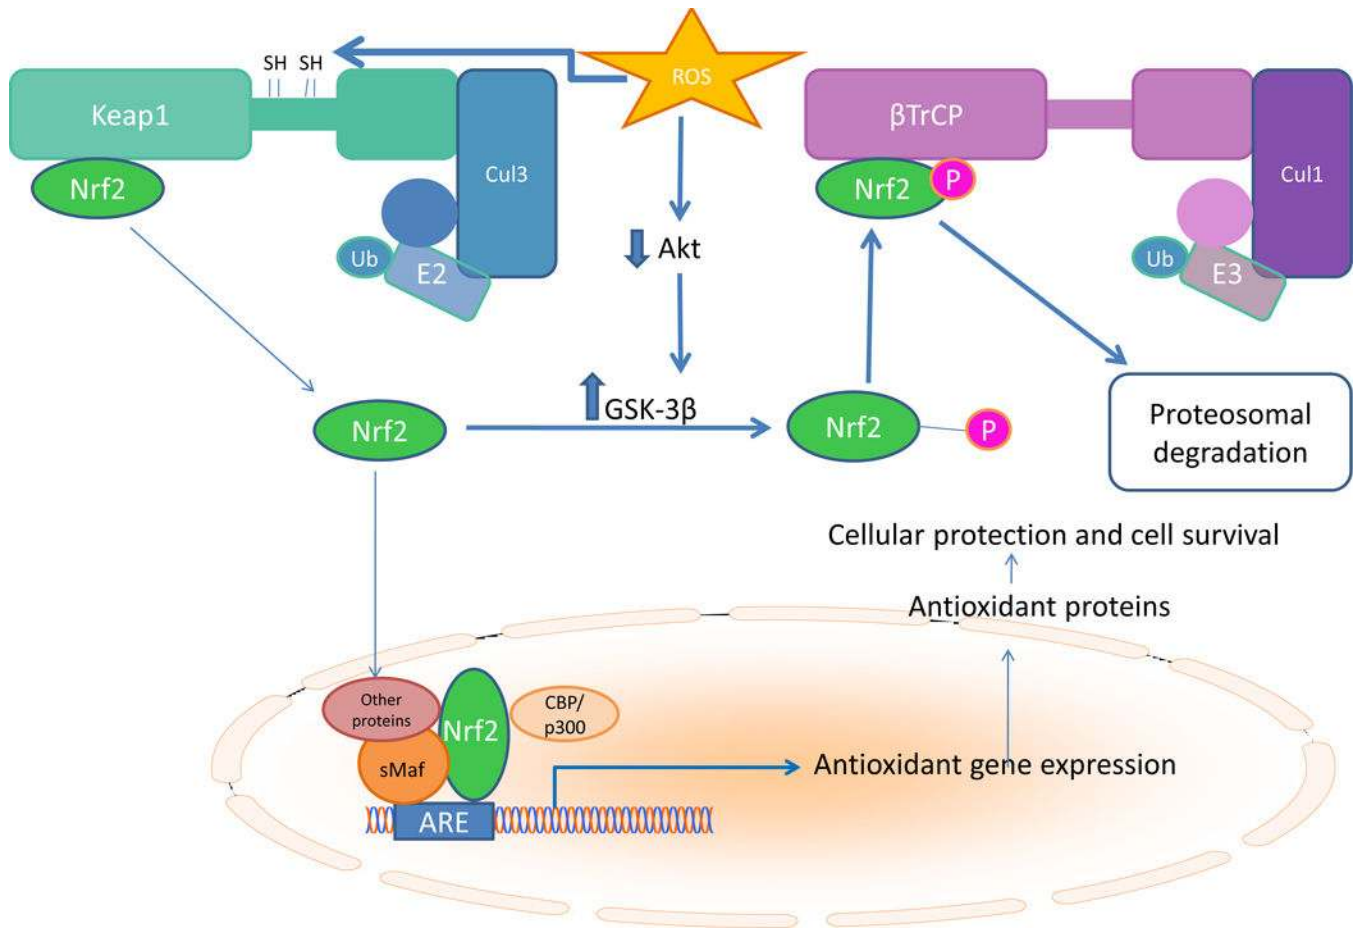 SH SH
ROS
Keap1
βTrCP
Cul3
Cul1
Nrf2
Nrf2
P
Ub
E2
Akt
Ub
E3
GSK-3β
Nrf2
Nrf2
P
Proteosomal
degradation
Cellular protection and cell survival
Antioxidant proteins
Other
proteins
Nrf2
CBP/
p300
sMaf
Antioxidant gene expression
ARE